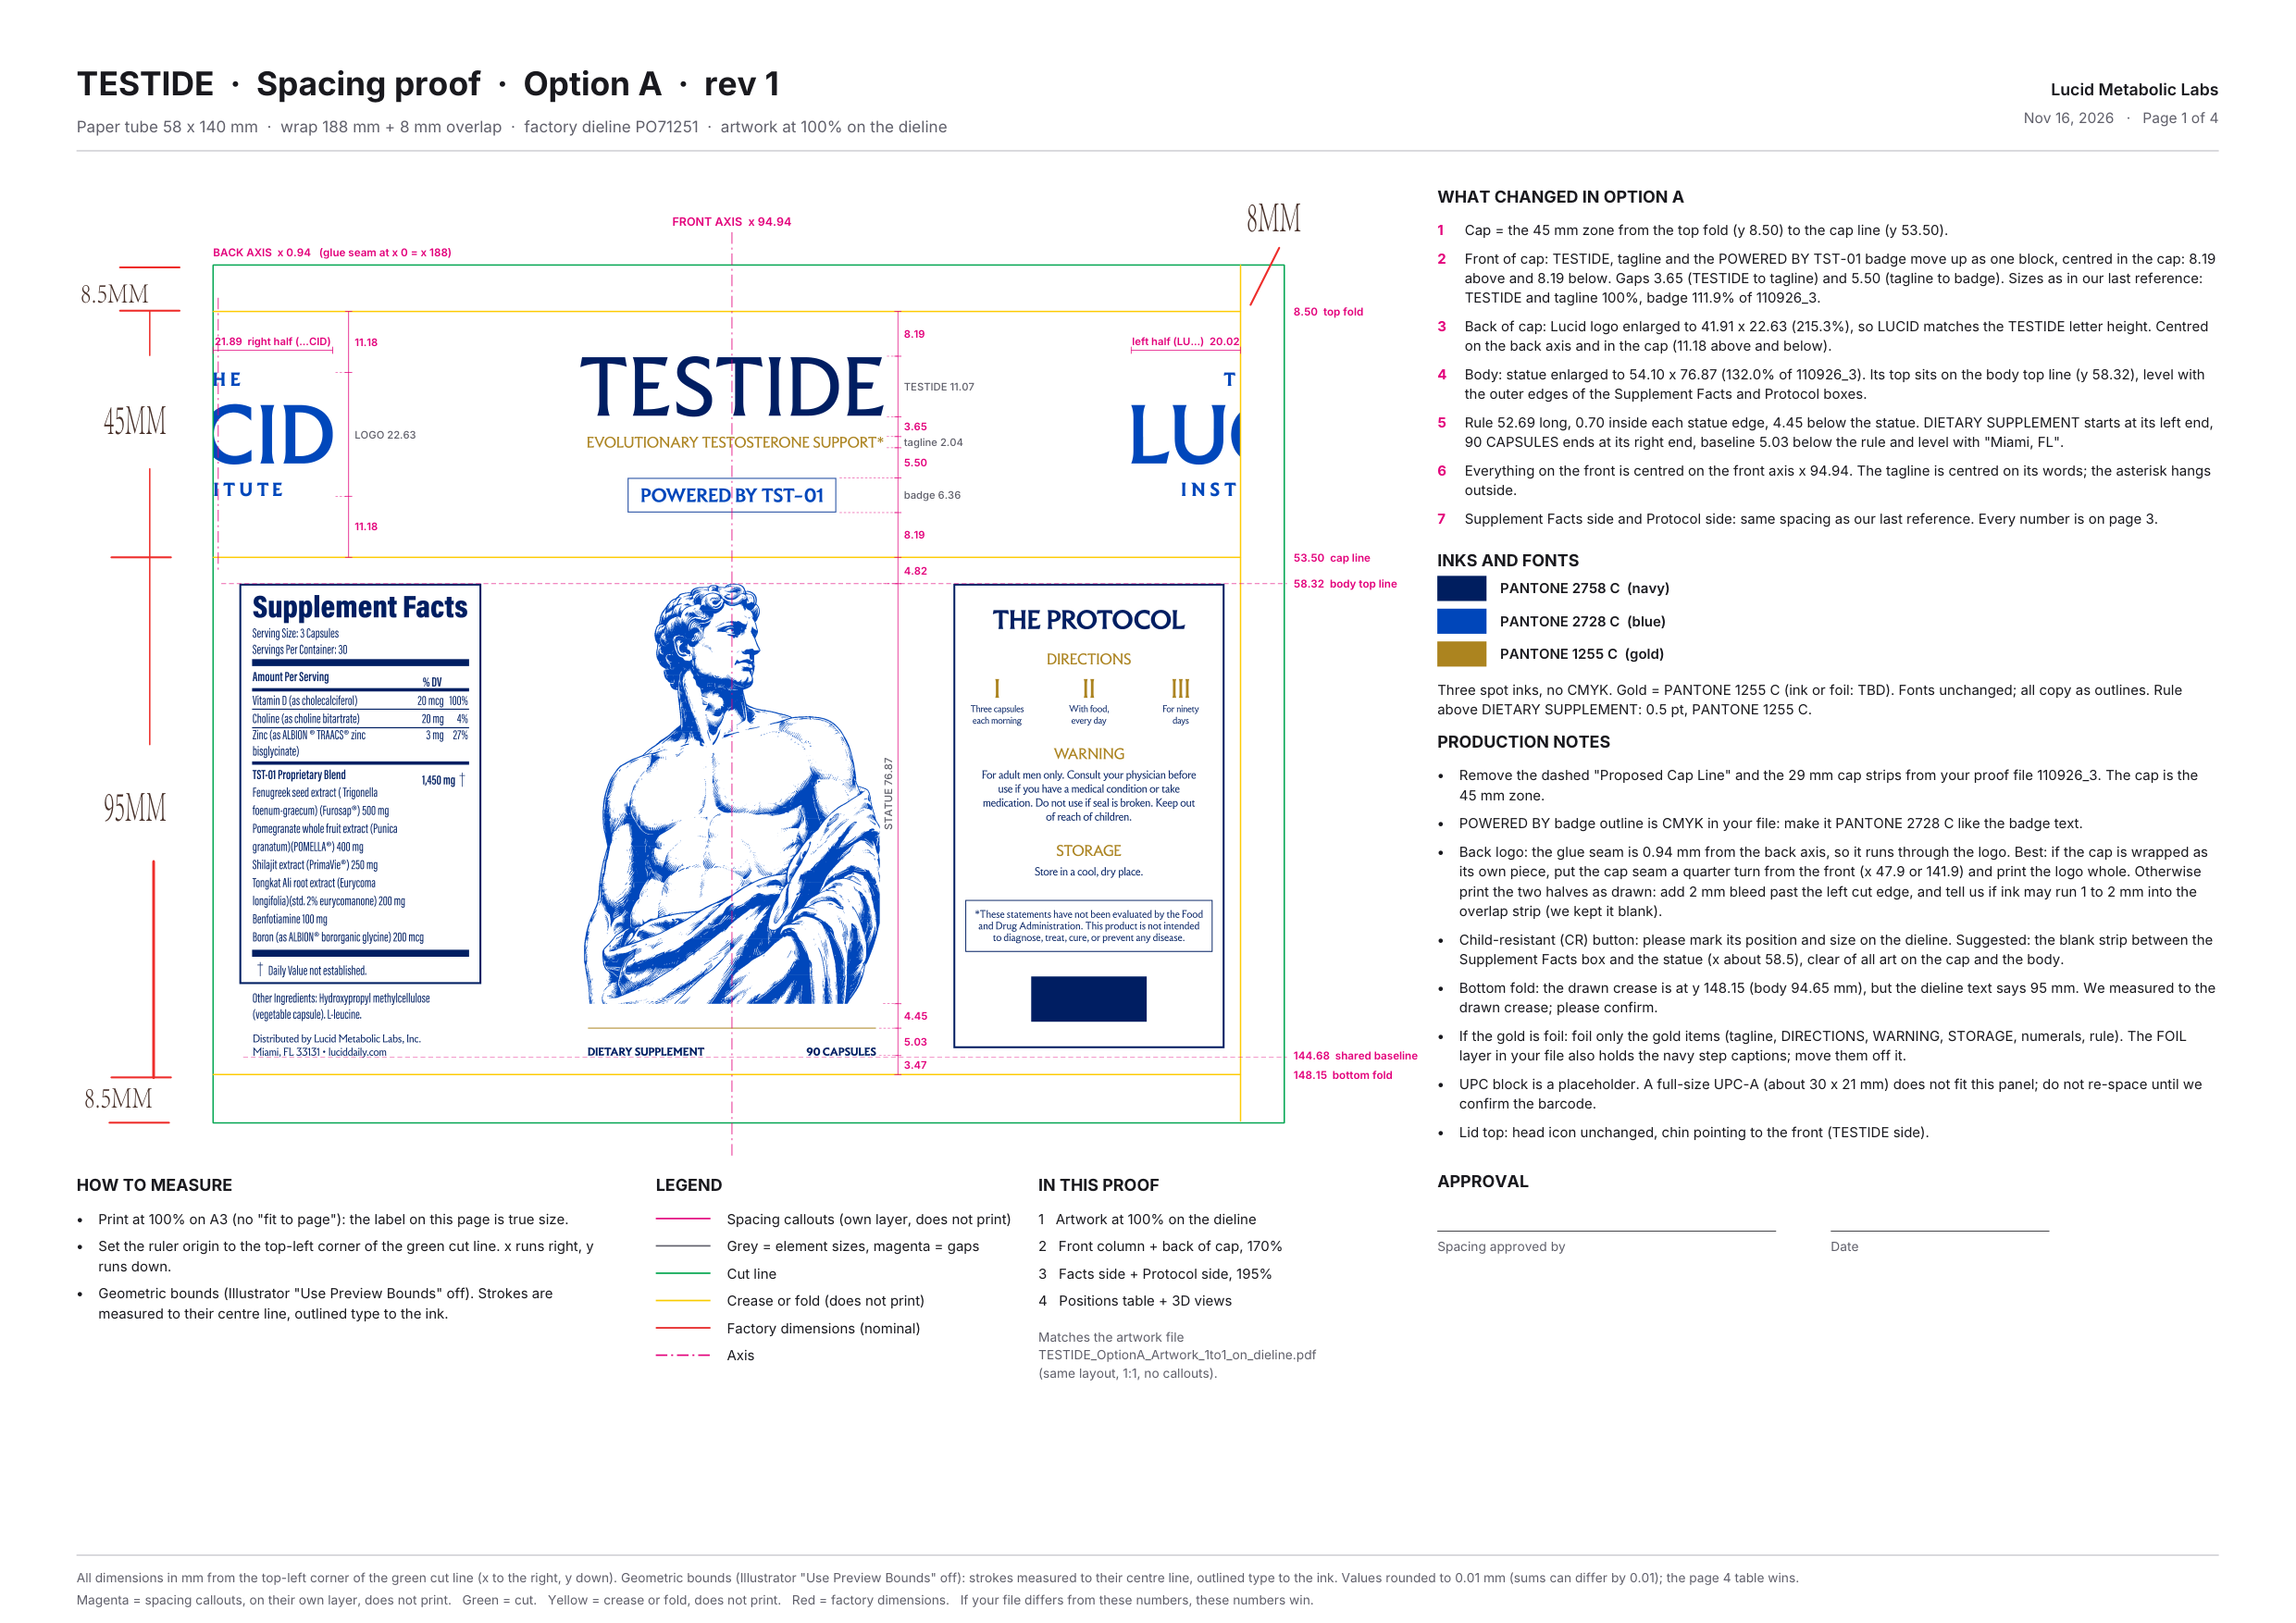 TESTIDE · Spacing proof · Option A · rev 1
Paper tube 58 x 140 mm · wrap 188 mm + 8 mm overlap · factory dieline PO71251 · artwork at 100% on the dieline
Lucid Metabolic Labs
Nov 16, 2026 · Page 1 of 4
FRONT AXIS x 94.94
BACK AXIS x 0.94 (glue seam at x 0 = x 188)
8MM
8.5MM
45MM
95MM
8.5MM
21.89 right half (...CID)
11.18
LOGO 22.63
11.18
HE
CID
ITUTE
TESTIDE
EVOLUTIONARY TESTOSTERONE SUPPORT*
POWERED BY TST-01
8.19
TESTIDE 11.07
3.65
tagline 2.04
5.50
badge 6.36
8.19
4.82
left half (LU...) 20.02
T
LUC
INST
8.50 top fold
53.50 cap line
58.32 body top line
144.68 shared baseline
148.15 bottom fold
Supplement Facts
Serving Size: 3 Capsules
Servings Per Container: 30
Amount Per Serving % DV
Vitamin D (as cholecalciferol) 20 mcg 100%
Choline (as choline bitartrate) 20 mg 4%
Zinc (as ALBION ® TRAACS® zinc 3 mg 27%
bisglycinate)
TST-01 Proprietary Blend 1,450 mg †
Fenugreek seed extract ( Trigonella
foenum-graecum) (Furosap®) 500 mg
Pomegranate whole fruit extract (Punica
granatum)(POMELLA®) 400 mg
Shilajit extract (PrimaVie®) 250 mg
Tongkat Ali root extract (Eurycoma
longifolia)(std. 2% eurycomanone) 200 mg
Benfotiamine 100 mg
Boron (as ALBION® bororganic glycine) 200 mcg
† Daily Value not established.
Other Ingredients: Hydroxypropyl methylcellulose
(vegetable capsule). L-leucine.
Distributed by Lucid Metabolic Labs, Inc.
Miami, FL 33131 • luciddaily.com
STATUE 76.87
4.45
5.03
3.47
DIETARY SUPPLEMENT
90 CAPSULES
THE PROTOCOL
DIRECTIONS
I II III
Three capsules With food, For ninety
each morning every day days
WARNING
For adult men only. Consult your physician before
use if you have a medical condition or take
medication. Do not use if seal is broken. Keep out
of reach of children.
STORAGE
Store in a cool, dry place.
*These statements have not been evaluated by the Food
and Drug Administration. This product is not intended
to diagnose, treat, cure, or prevent any disease.
WHAT CHANGED IN OPTION A
1 Cap = the 45 mm zone from the top fold (y 8.50) to the cap line (y 53.50).
2 Front of cap: TESTIDE, tagline and the POWERED BY TST-01 badge move up as one block, centred in the cap: 8.19
above and 8.19 below. Gaps 3.65 (TESTIDE to tagline) and 5.50 (tagline to badge). Sizes as in our last reference:
TESTIDE and tagline 100%, badge 111.9% of 110926_3.
3 Back of cap: Lucid logo enlarged to 41.91 x 22.63 (215.3%), so LUCID matches the TESTIDE letter height. Centred
on the back axis and in the cap (11.18 above and below).
4 Body: statue enlarged to 54.10 x 76.87 (132.0% of 110926_3). Its top sits on the body top line (y 58.32), level with
the outer edges of the Supplement Facts and Protocol boxes.
5 Rule 52.69 long, 0.70 inside each statue edge, 4.45 below the statue. DIETARY SUPPLEMENT starts at its left end,
90 CAPSULES ends at its right end, baseline 5.03 below the rule and level with "Miami, FL".
6 Everything on the front is centred on the front axis x 94.94. The tagline is centred on its words; the asterisk hangs
outside.
7 Supplement Facts side and Protocol side: same spacing as our last reference. Every number is on page 3.
INKS AND FONTS
PANTONE 2758 C (navy)
PANTONE 2728 C (blue)
PANTONE 1255 C (gold)
Three spot inks, no CMYK. Gold = PANTONE 1255 C (ink or foil: TBD). Fonts unchanged; all copy as outlines. Rule
above DIETARY SUPPLEMENT: 0.5 pt, PANTONE 1255 C.
PRODUCTION NOTES
• Remove the dashed "Proposed Cap Line" and the 29 mm cap strips from your proof file 110926_3. The cap is the
45 mm zone.
• POWERED BY badge outline is CMYK in your file: make it PANTONE 2728 C like the badge text.
• Back logo: the glue seam is 0.94 mm from the back axis, so it runs through the logo. Best: if the cap is wrapped as
its own piece, put the cap seam a quarter turn from the front (x 47.9 or 141.9) and print the logo whole. Otherwise
print the two halves as drawn: add 2 mm bleed past the left cut edge, and tell us if ink may run 1 to 2 mm into the
overlap strip (we kept it blank).
• Child-resistant (CR) button: please mark its position and size on the dieline. Suggested: the blank strip between the
Supplement Facts box and the statue (x about 58.5), clear of all art on the cap and the body.
• Bottom fold: the drawn crease is at y 148.15 (body 94.65 mm), but the dieline text says 95 mm. We measured to the
drawn crease; please confirm.
• If the gold is foil: foil only the gold items (tagline, DIRECTIONS, WARNING, STORAGE, numerals, rule). The FOIL
layer in your file also holds the navy step captions; move them off it.
• UPC block is a placeholder. A full-size UPC-A (about 30 x 21 mm) does not fit this panel; do not re-space until we
confirm the barcode.
• Lid top: head icon unchanged, chin pointing to the front (TESTIDE side).
APPROVAL
Spacing approved by
Date
HOW TO MEASURE
• Print at 100% on A3 (no "fit to page"): the label on this page is true size.
• Set the ruler origin to the top-left corner of the green cut line. x runs right, y
runs down.
• Geometric bounds (Illustrator "Use Preview Bounds" off). Strokes are
measured to their centre line, outlined type to the ink.
LEGEND
Spacing callouts (own layer, does not print)
Grey = element sizes, magenta = gaps
Cut line
Crease or fold (does not print)
Factory dimensions (nominal)
Axis
IN THIS PROOF
1 Artwork at 100% on the dieline
2 Front column + back of cap, 170%
3 Facts side + Protocol side, 195%
4 Positions table + 3D views
Matches the artwork file
TESTIDE_OptionA_Artwork_1to1_on_dieline.pdf
(same layout, 1:1, no callouts).
All dimensions in mm from the top-left corner of the green cut line (x to the right, y down). Geometric bounds (Illustrator "Use Preview Bounds" off): strokes measured to their centre line, outlined type to the ink. Values rounded to 0.01 mm (sums can differ by 0.01); the page 4 table wins.
Magenta = spacing callouts, on their own layer, does not print. Green = cut. Yellow = crease or fold, does not print. Red = factory dimensions. If your file differs from these numbers, these numbers win.